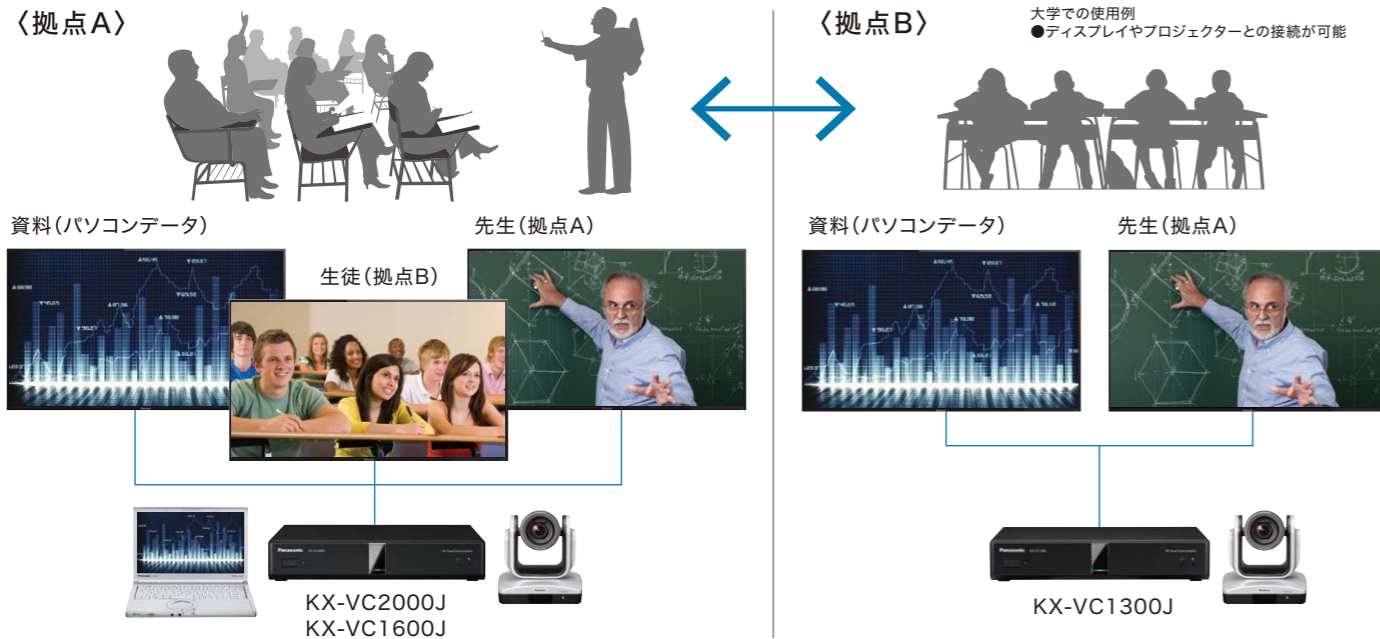 〈拠点A〉
〈拠点B〉
大学での使用例
●ディスプレイやプロジェクターとの接続が可能
資料(パソコンデータ)
生徒(拠点B)
先生(拠点A)
資料(パソコンデータ)
先生(拠点A)
Panasonic
KX-VC2000J
KX-VC1600J
Panasonic
KX-VC1300J